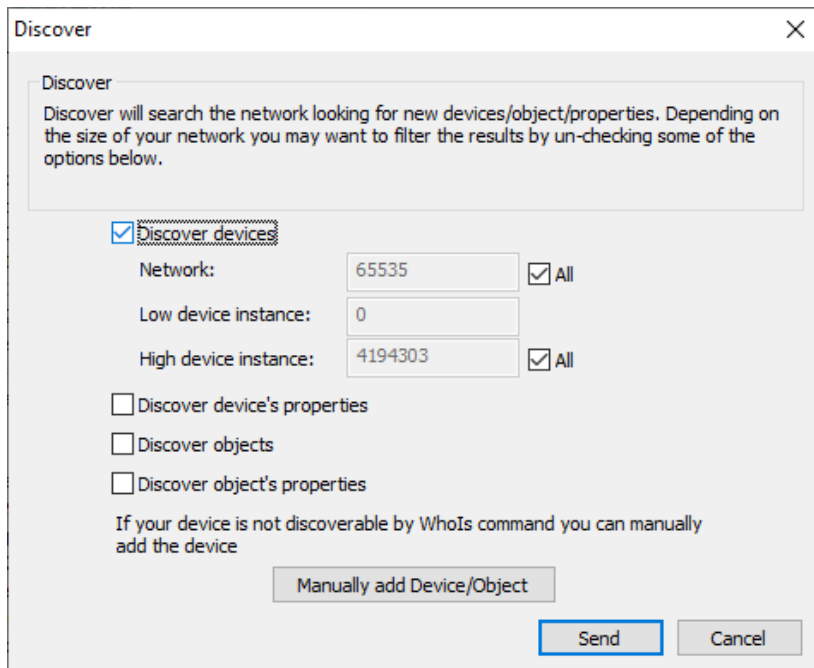 Discover
Discover
Discover will search the network looking for new devices/object/properties. Depending on
the size of your network you may want to filter the results by un-checking some of the
options below.
Discover devices
Network: 65535 All
Low device instance: 0
High device instance: 4194303 All
Discover device's properties
Discover objects
Discover object's properties
If your device is not discoverable by WhoIs command you can manually
add the device
Manually add Device/Object
Send Cancel